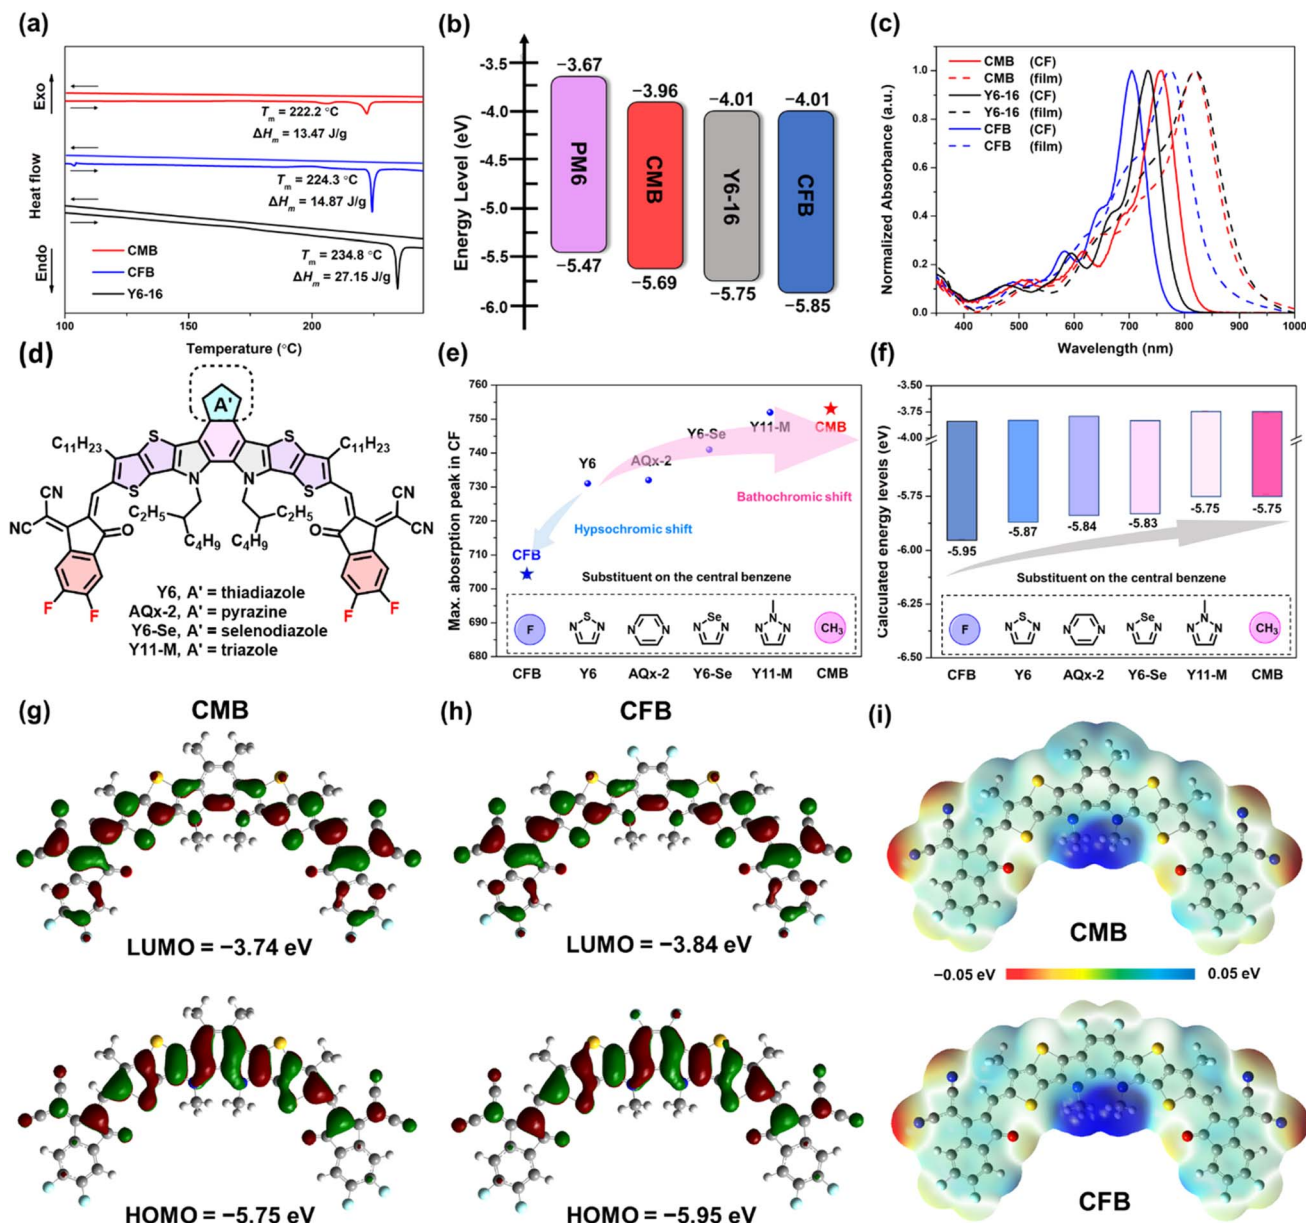 (a)
Exo
Heat flow
Endo
T_m = 222.2 °C
ΔH_m = 13.47 J/g
T_m = 224.3 °C
ΔH_m = 14.87 J/g
T_m = 234.8 °C
ΔH_m = 27.15 J/g
CMB
CFB
Y6-16
100
150
200
Temperature (°C)
(b)
Energy Level (eV)
-3.5
-4.0
-4.5
-5.0
-5.5
-6.0
−3.67
PM6
−5.47
−3.96
CMB
−5.69
−4.01
Y6-16
−5.75
−4.01
CFB
−5.85
(c)
Normalized Absorbance (a.u.)
1.0
0.8
0.6
0.4
0.2
0.0
CMB (CF)
CMB (film)
Y6-16 (CF)
Y6-16 (film)
CFB (CF)
CFB (film)
400 500 600 700 800 900 1000
Wavelength (nm)
(d)
A'
C11H23
C11H23
S
S
S
S
N
N
CN
NC
CN
CN
C2H5
C2H5
C4H9
C4H9
O
O
F
F
F
F
Y6, A' = thiadiazole
AQx-2, A' = pyrazine
Y6-Se, A' = selenodiazole
Y11-M, A' = triazole
(e)
Max. abosrption peak in CF
760
750
740
730
720
710
700
690
680
CFB
Y6
AQx-2
Y6-Se
Y11-M
CMB
Bathochromic shift
Hypsochromic shift
Substituent on the central benzene
F
N S N
N N
N Se N
N N N
CH3
CFB Y6 AQx-2 Y6-Se Y11-M CMB
(f)
Calculated energy levels (eV)
-3.50
-3.75
-4.00
-5.75
-6.00
-6.25
-6.50
-5.95
-5.87
-5.84
-5.83
-5.75
-5.75
Substituent on the central benzene
F
N S N
N N
N Se N
N N N
CH3
CFB Y6 AQx-2 Y6-Se Y11-M CMB
(g)
CMB
LUMO = −3.74 eV
HOMO = −5.75 eV
(h)
CFB
LUMO = −3.84 eV
HOMO = −5.95 eV
(i)
CMB
−0.05 eV
0.05 eV
CFB